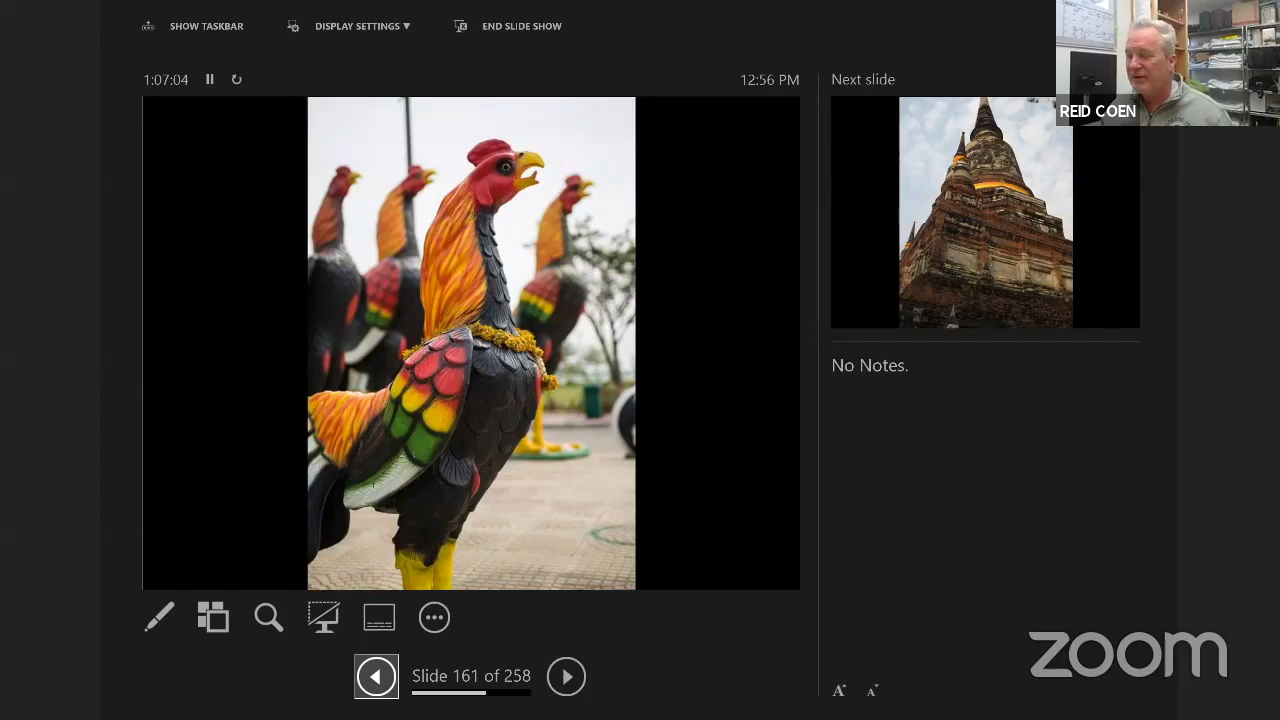 SHOW TASKBAR
DISPLAY SETTINGS ▼
END SLIDE SHOW
1:07:04
12:56 PM
Next slide
REID COEN
No Notes.
Slide 161 of 258
A A
zoom